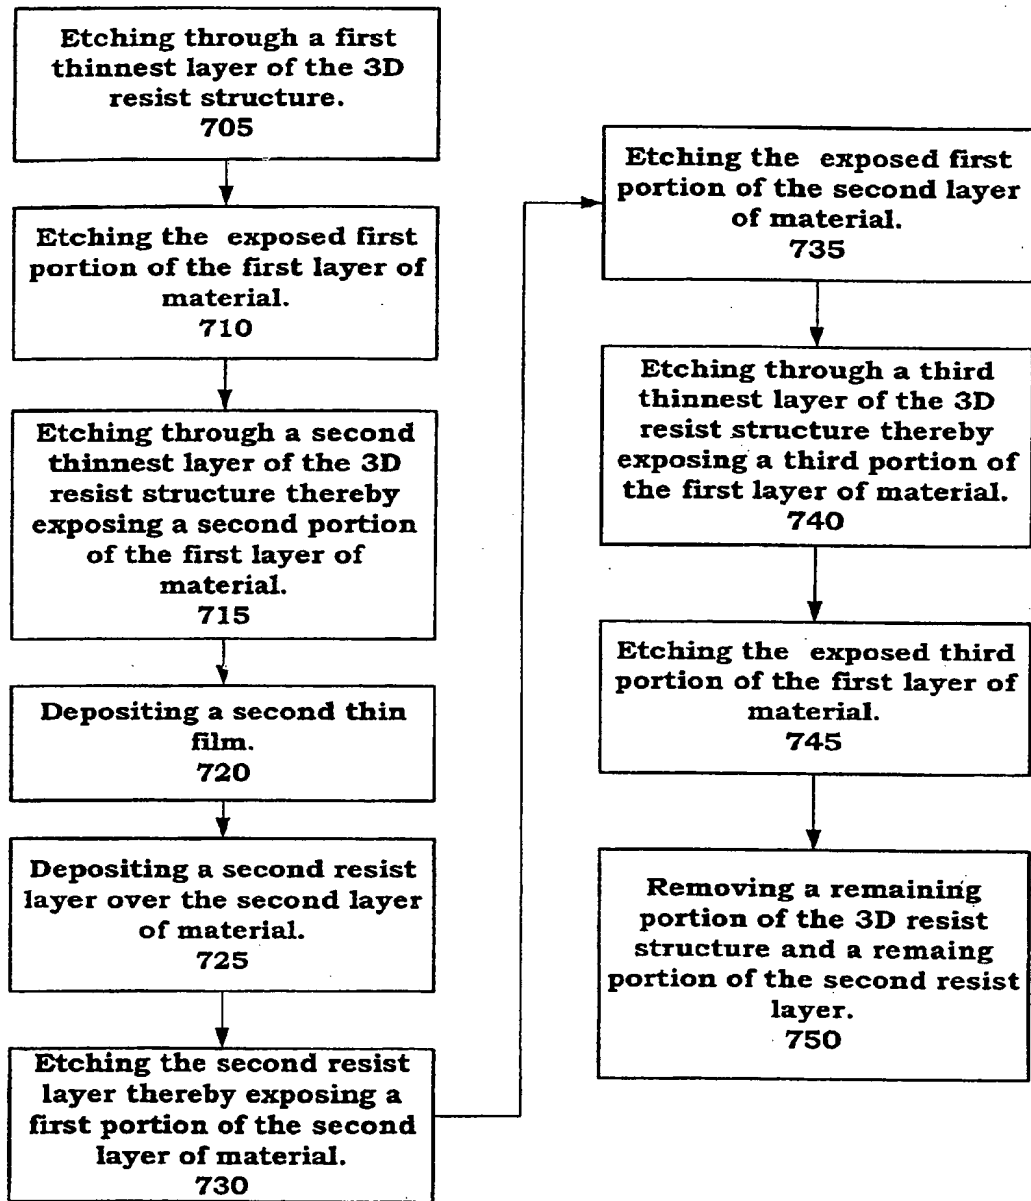 Etching through a first
thinnest layer of the 3D
resist structure.
705
Etching the exposed first
portion of the first layer of
material.
710
Etching through a second
thinnest layer of the 3D
resist structure thereby
exposing a second portion
of the first layer of
material.
715
Depositing a second thin
film.
720
Depositing a second resist
layer over the second layer
of material.
725
Etching the second resist
layer thereby exposing a
first portion of the second
layer of material.
730
Etching the exposed first
portion of the second layer
of material.
735
Etching through a third
thinnest layer of the 3D
resist structure thereby
exposing a third portion of
the first layer of material.
740
Etching the exposed third
portion of the first layer of
material.
745
Removing a remaining
portion of the 3D resist
structure and a remaing
portion of the second resist
layer.
750